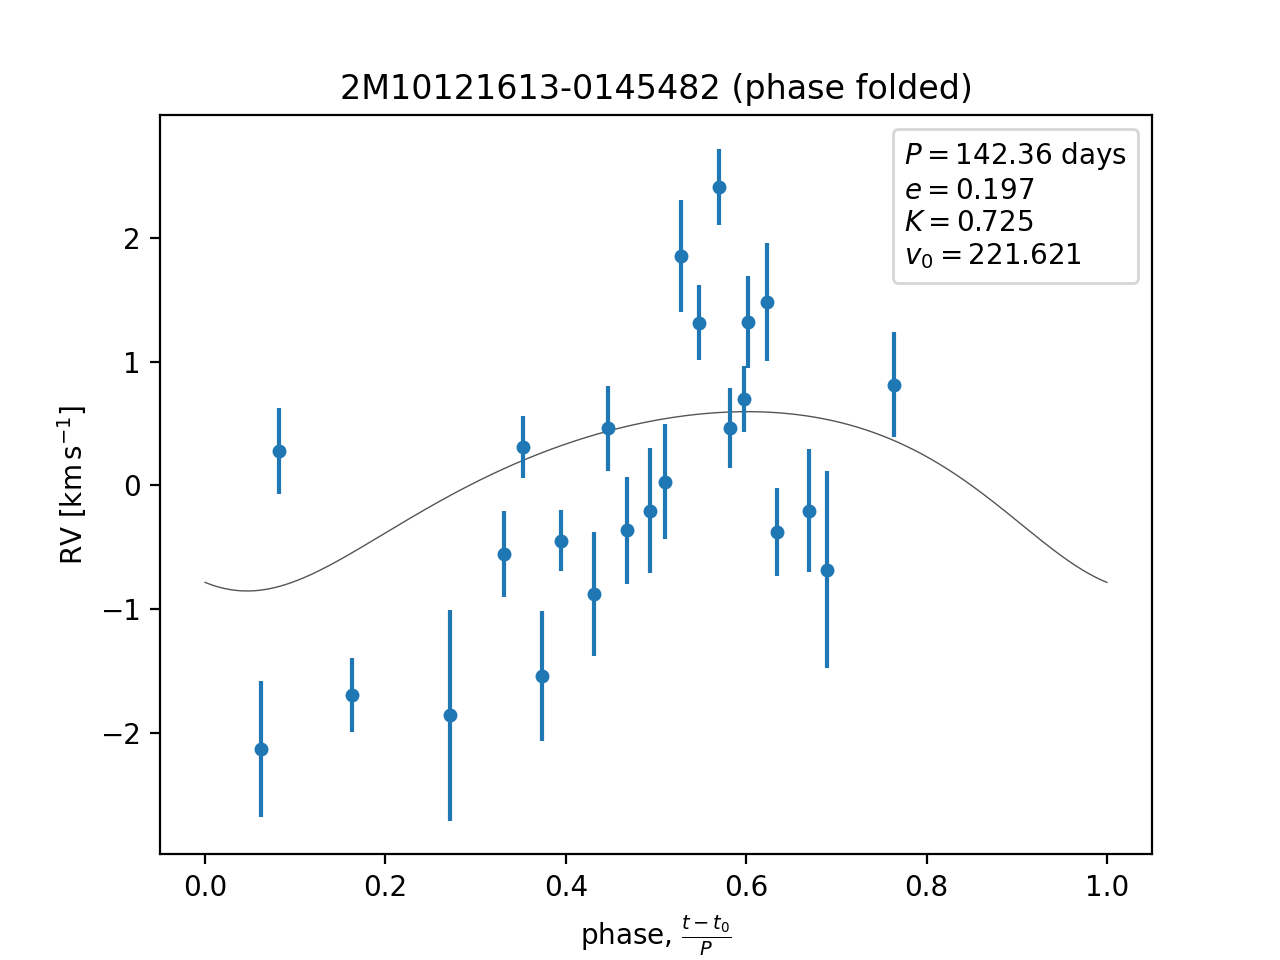 2M10121613-0145482 (phase folded)
P = 142.36 days
e = 0.197
K = 0.725
v₀ = 221.621
RV [km s⁻¹]
2
1
0
−1
−2
0.0 0.2 0.4 0.6 0.8 1.0
phase, (t − t₀)/P